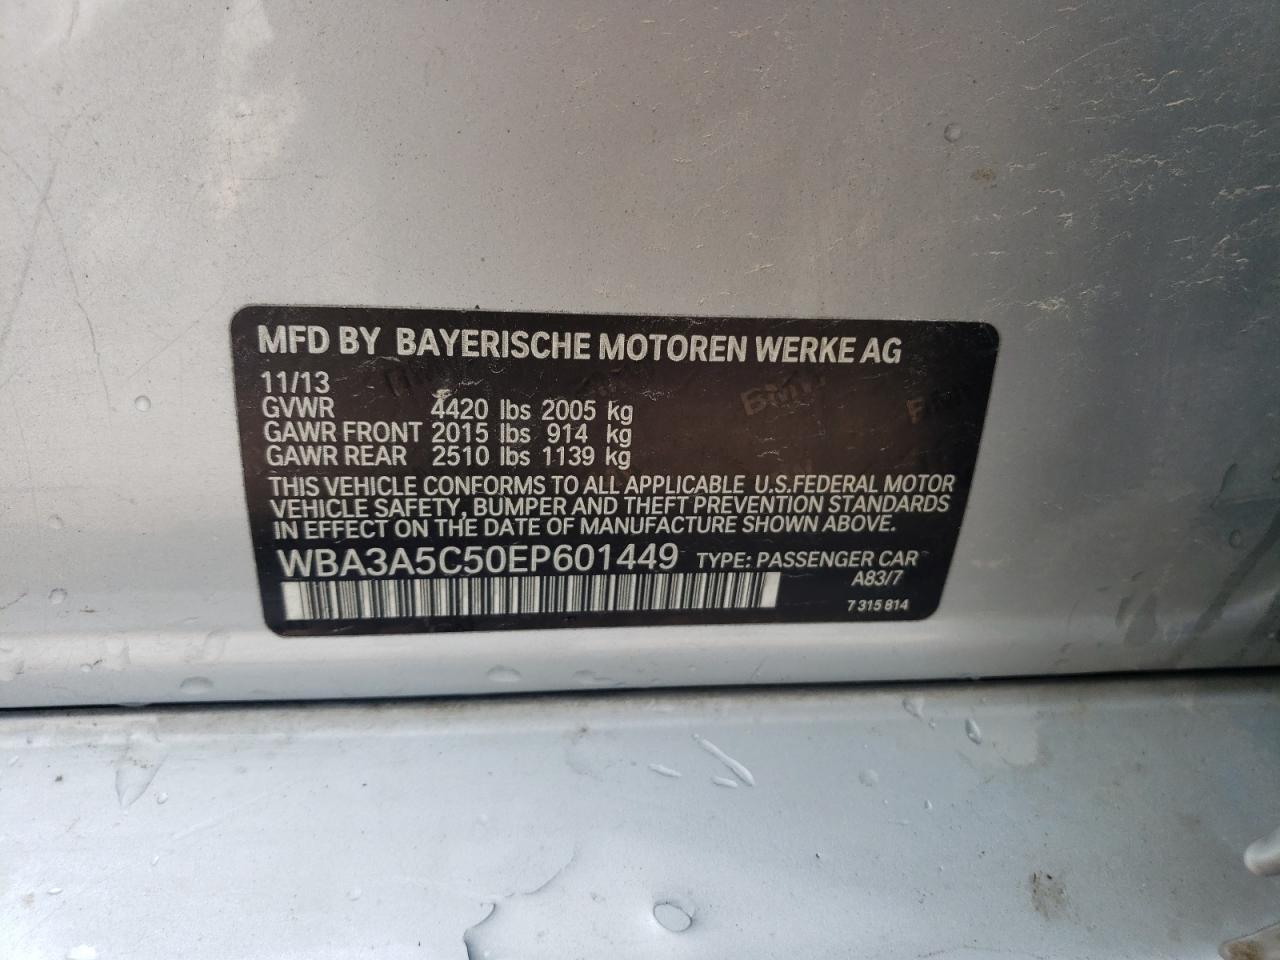 MFD BY BAYERISCHE MOTOREN WERKE AG
11/13
GVWR 4420 lbs 2005 kg
GAWR FRONT 2015 lbs 914 kg
GAWR REAR 2510 lbs 1139 kg
THIS VEHICLE CONFORMS TO ALL APPLICABLE U.S.FEDERAL MOTOR
VEHICLE SAFETY, BUMPER AND THEFT PREVENTION STANDARDS
IN EFFECT ON THE DATE OF MANUFACTURE SHOWN ABOVE.
WBA3A5C50EP601449 TYPE: PASSENGER CAR
A83/7
7 315 814
BMW
BMW